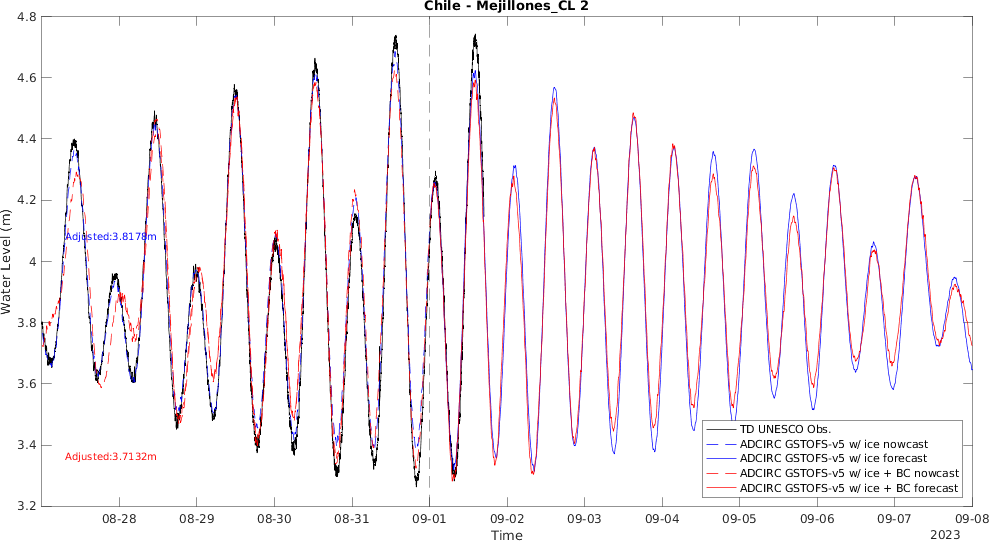 Chile - Mejillones_CL 2
4.8
4.6
4.4
4.2
4
3.8
3.6
3.4
3.2
Water Level (m)
Adjusted:3.8178m
Adjusted:3.7132m
TD UNESCO Obs.
ADCIRC GSTOFS-v5 w/ ice nowcast
ADCIRC GSTOFS-v5 w/ ice forecast
ADCIRC GSTOFS-v5 w/ ice + BC nowcast
ADCIRC GSTOFS-v5 w/ ice + BC forecast
08-28 08-29 08-30 08-31 09-01 09-02 09-03 09-04 09-05 09-06 09-07 09-08
Time
2023